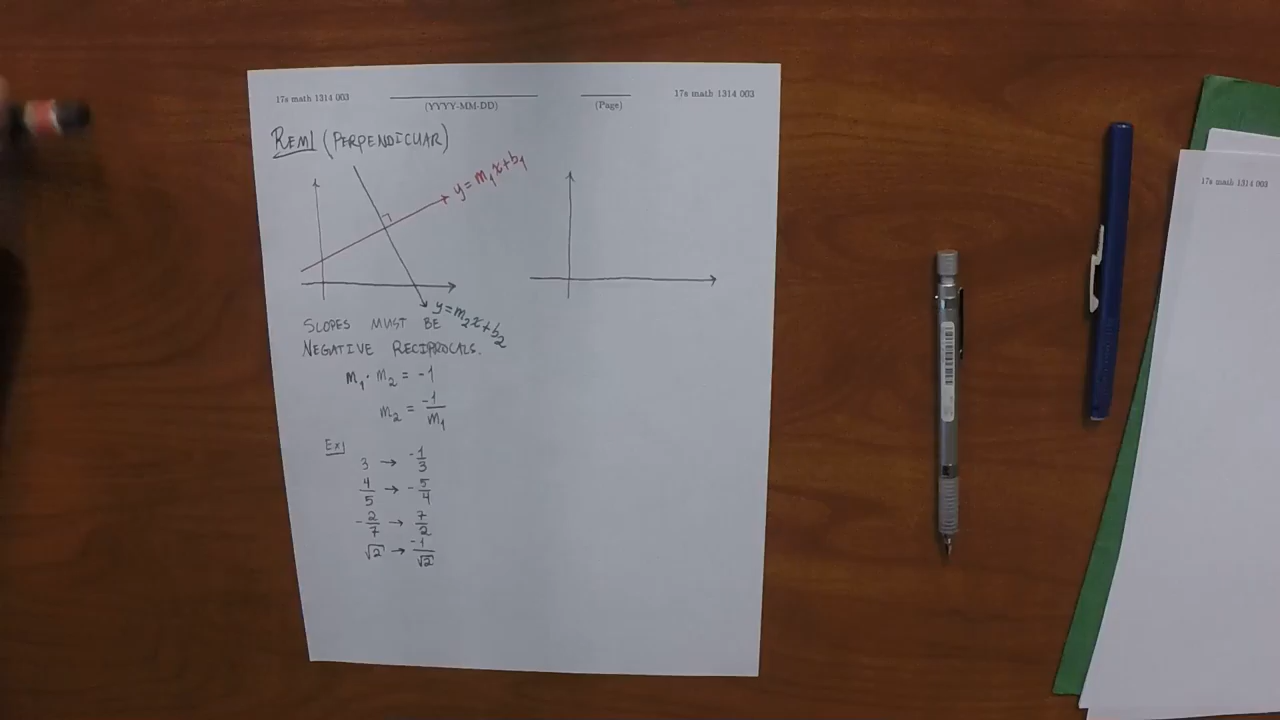 17s math 1314 003
(YYYY-MM-DD)
(Page)
17s math 1314 003
REM (PERPENDICUAR)
y = m₁x+b₁
y = m₂x+b₂
SLOPES MUST BE
NEGATIVE RECIPROCALS.
m₁ · m₂ = -1
m₂ = -1/m₁
Ex
3 → -1/3
4/5 → -5/4
-2/7 → 7/2
√2 → -1/√2
17s math 1314 003